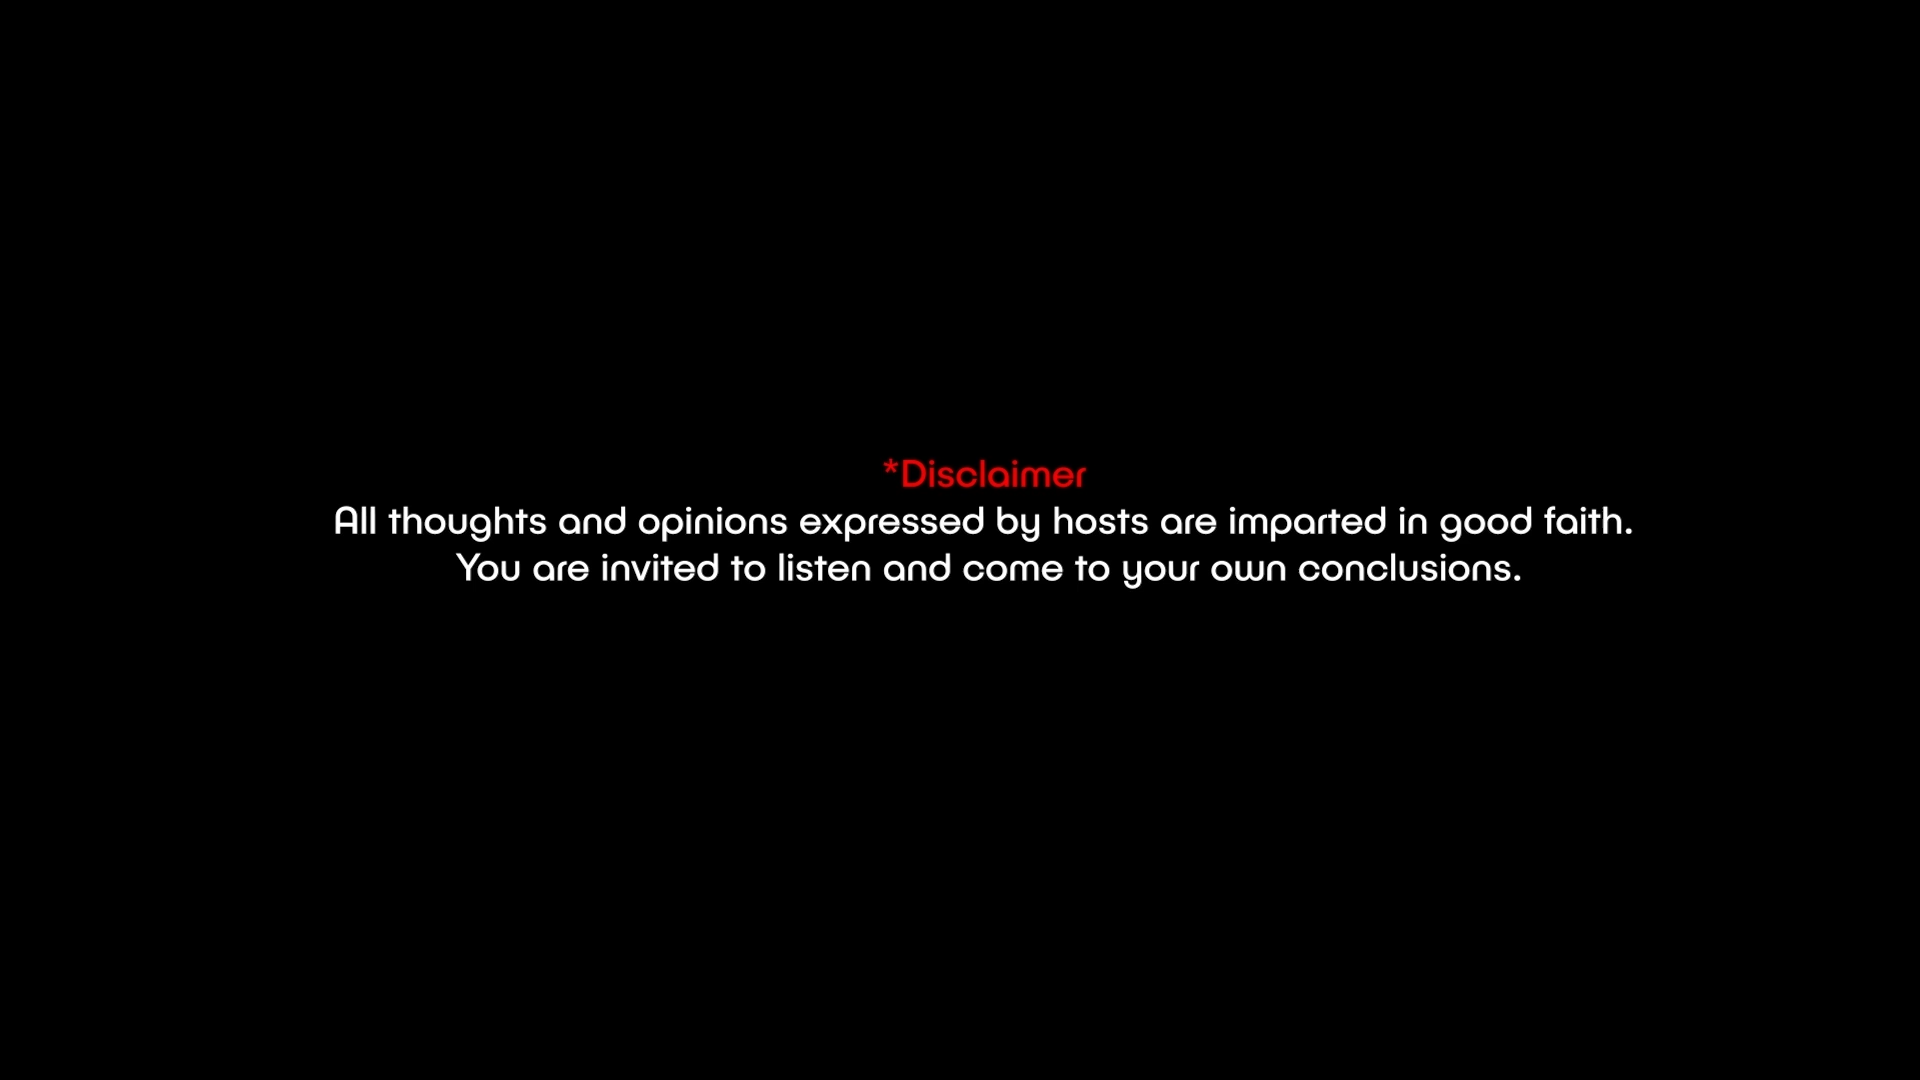 *Disclaimer
All thoughts and opinions expressed by hosts are imparted in good faith.
You are invited to listen and come to your own conclusions.